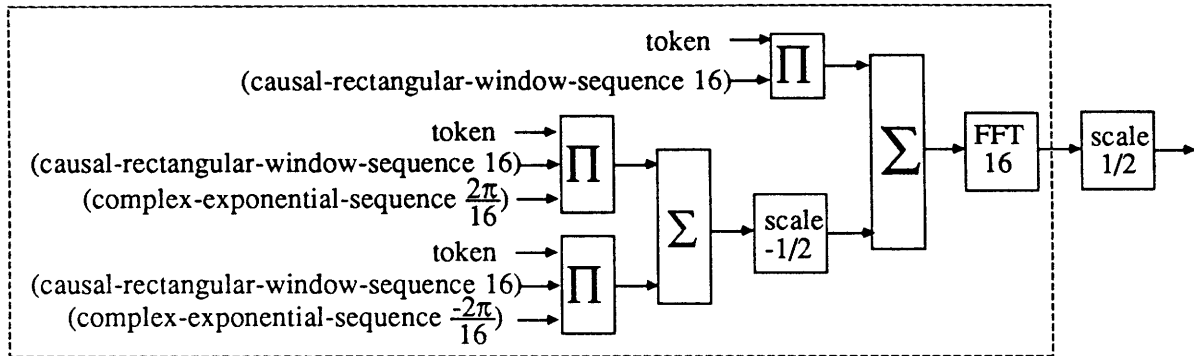 token
(causal-rectangular-window-sequence 16)
∏
∑
FFT
16
scale
1/2
token
(causal-rectangular-window-sequence 16)
(complex-exponential-sequence 2π/16)
∏
∑
scale
-1/2
token
(causal-rectangular-window-sequence 16)
(complex-exponential-sequence -2π/16)
∏